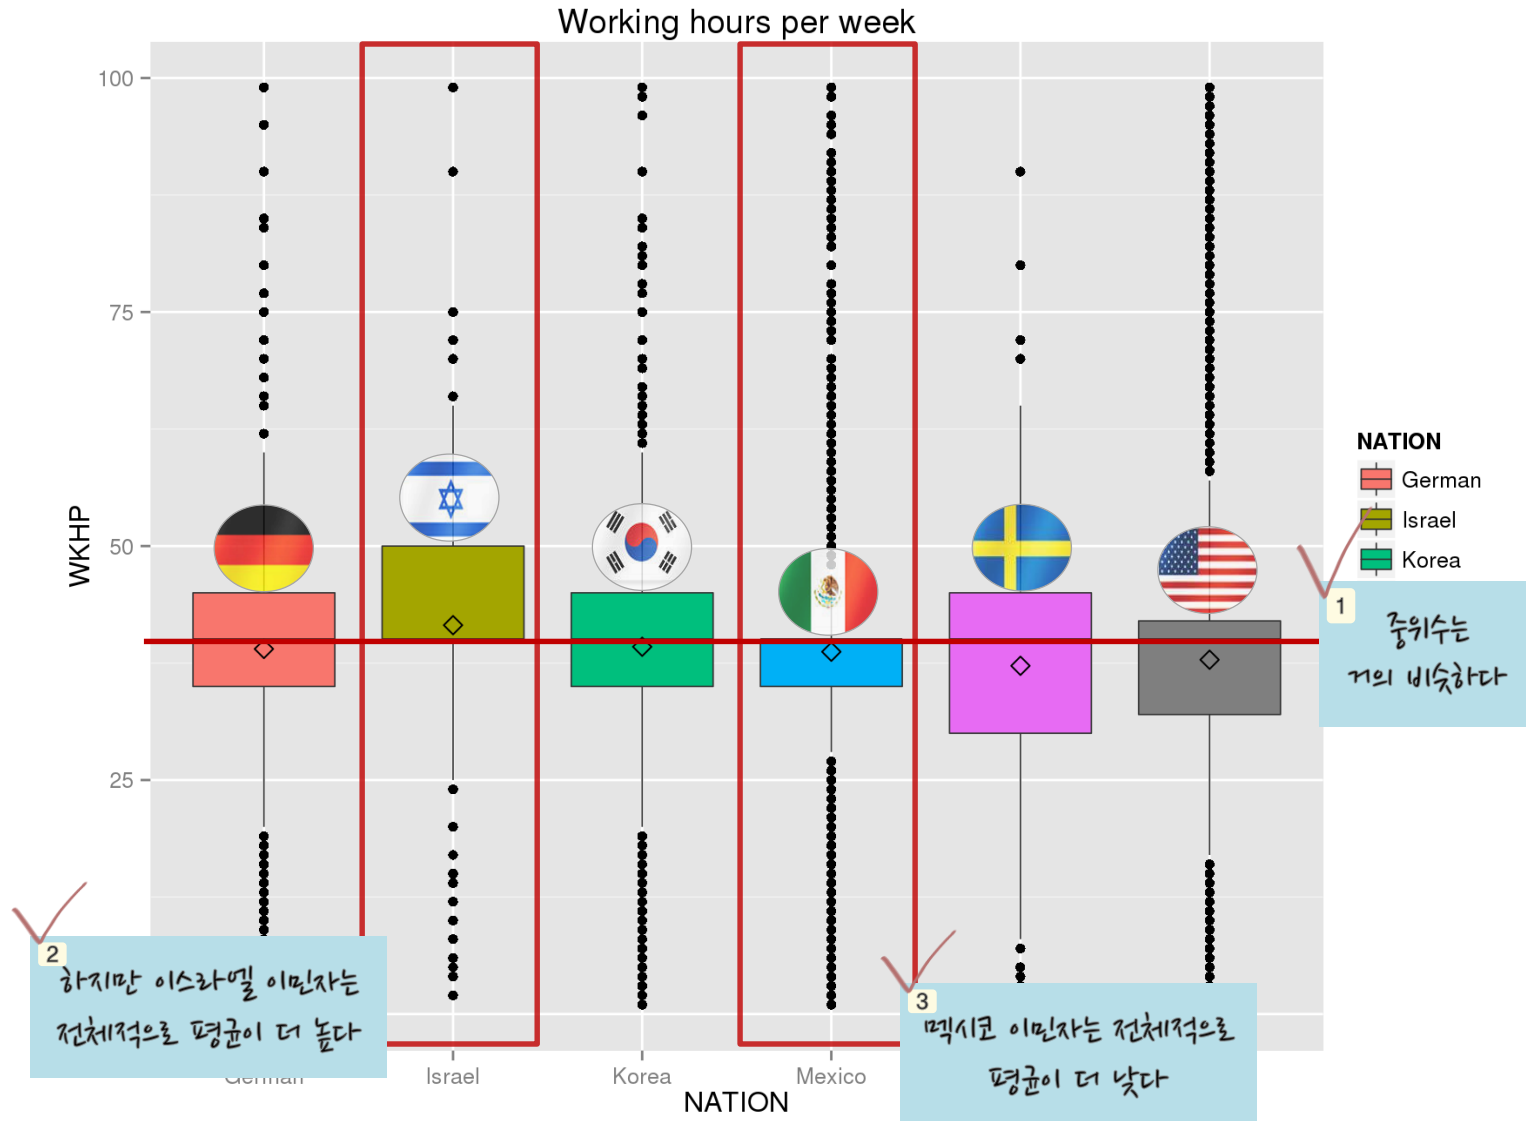 Working hours per week
100
75
50
25
WKHP
German
Israel
Korea
Mexico
NATION
NATION
German
Israel
Korea
1
중위수는
거의 비슷하다
2
하지만 이스라엘 이민자는
전체적으로 평균이 더 높다
3
멕시코 이민자는 전체적으로
평균이 더 낮다